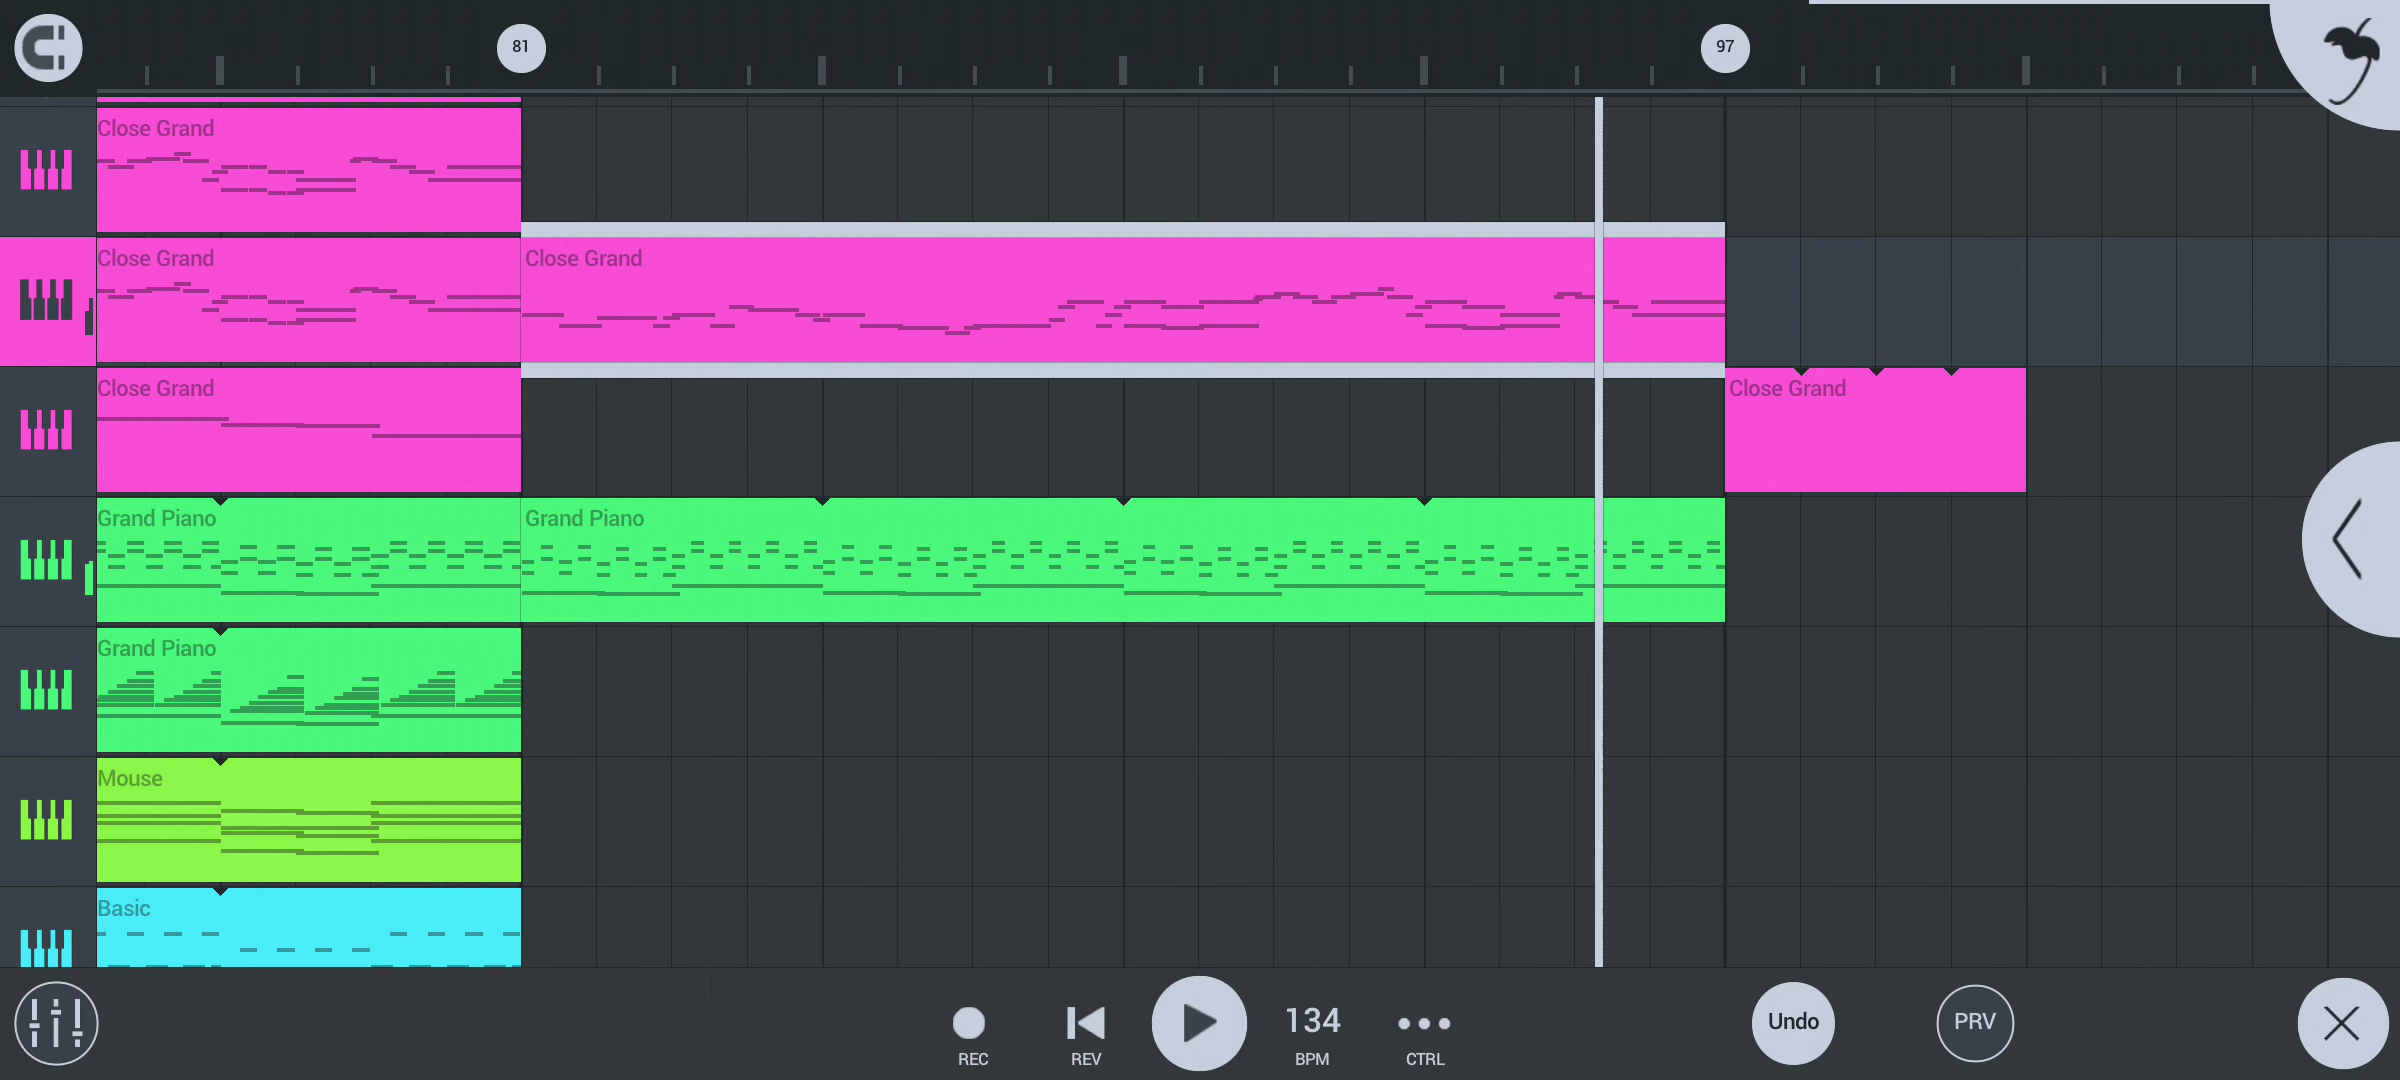 81
97
Close Grand
Close Grand
Close Grand
Close Grand
Close Grand
Grand Piano
Grand Piano
Grand Piano
Mouse
Basic
134
Undo
PRV
REC
REV
BPM
CTRL